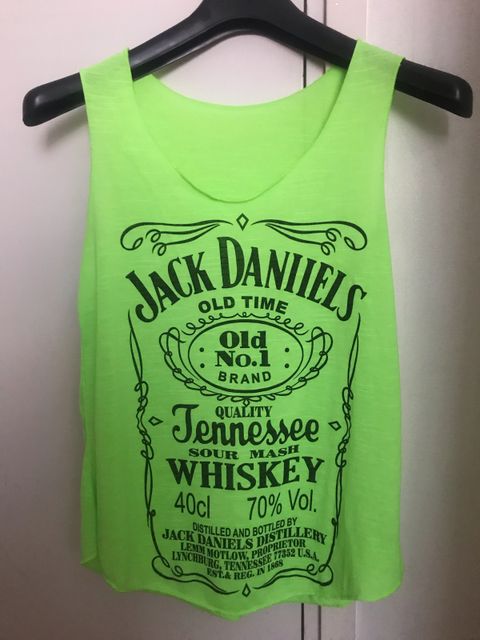 JACK DANIIELS
OLD TIME
Old
No.1
BRAND
QUALITY
Tennessee
SOUR MASH
WHISKEY
40cl 70% Vol.
DISTILLED AND BOTTLED BY
JACK DANIELS DISTILLERY
LEMM MOTLOW, PROPRIETOR
LYNCHBURG, TENNESSEE 77352 U.S.A.
EST.& REG. IN 1868